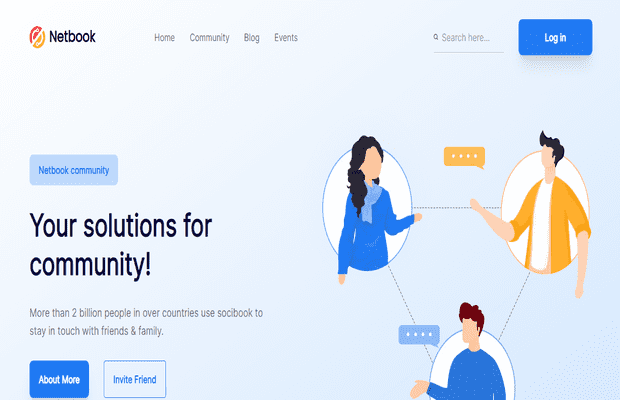 Netbook
Home Community Blog Events
Search here...
Log in
Netbook community
Your solutions for
community!
More than 2 billion people in over countries use socibook to
stay in touch with friends & family.
About More
Invite Friend